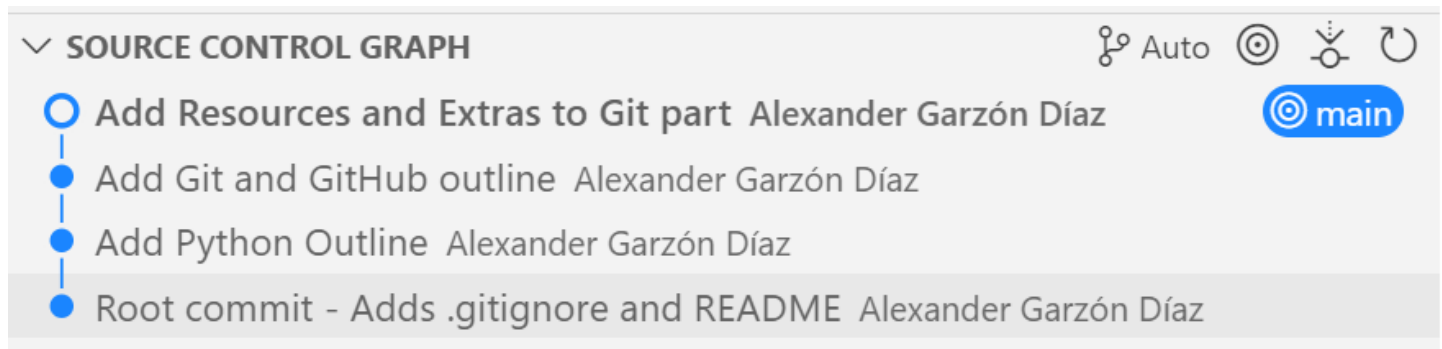 SOURCE CONTROL GRAPH Auto
Add Resources and Extras to Git part Alexander Garzón Díaz main
Add Git and GitHub outline Alexander Garzón Díaz
Add Python Outline Alexander Garzón Díaz
Root commit - Adds .gitignore and README Alexander Garzón Díaz